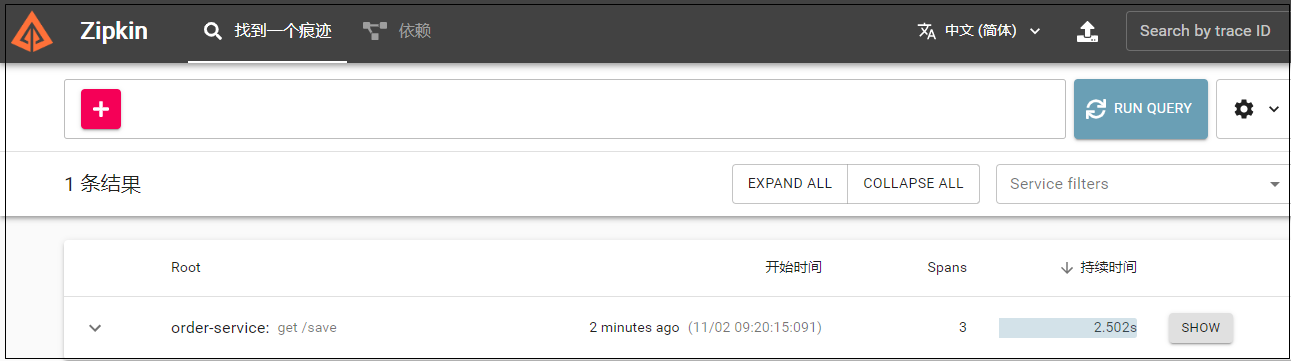 Zipkin 找到一个痕迹 依赖 中文 (简体) Search by trace ID
RUN QUERY
1 条结果 EXPAND ALL COLLAPSE ALL Service filters
Root 开始时间 Spans 持续时间
order-service: get /save 2 minutes ago (11/02 09:20:15:091) 3 2.502s SHOW